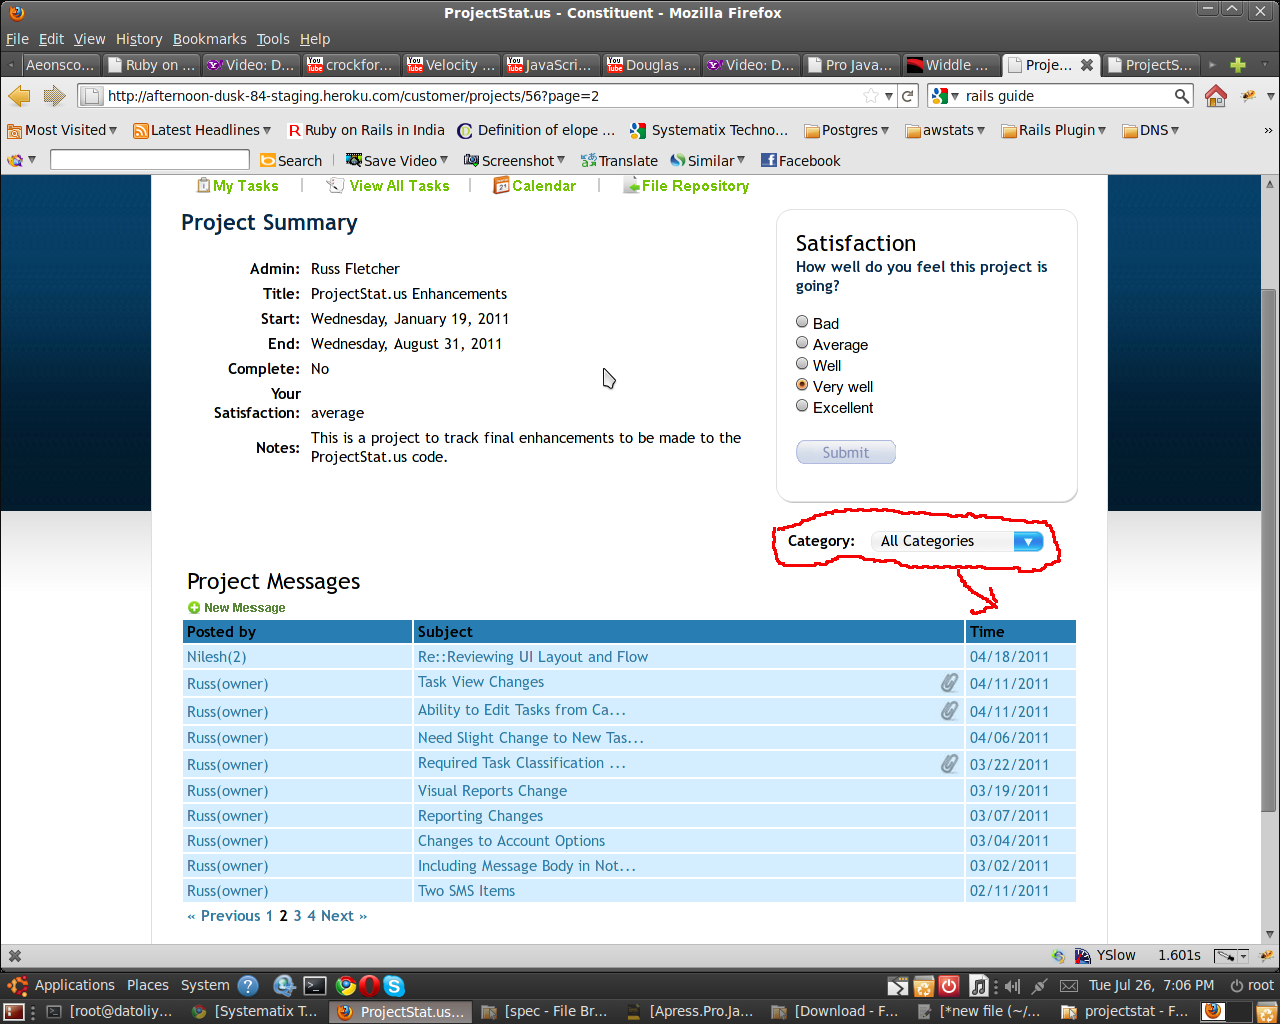 ProjectStat.us - Constituent - Mozilla Firefox
File Edit View History Bookmarks Tools Help
Aeonsco... Ruby on ... Video: D... crockfor... Velocity ... JavaScri... Douglas ... Video: D... Pro Java... Widdle ... Proje... ProjectS...
http://afternoon-dusk-84-staging.heroku.com/customer/projects/56?page=2 rails guide
Most Visited Latest Headlines Ruby on Rails in India Definition of elope ... Systematix Techno... Postgres awstats Rails Plugin DNS »
Search Save Video Screenshot Translate Similar Facebook
My Tasks | View All Tasks | Calendar | File Repository
Project Summary
Admin: Russ Fletcher
Title: ProjectStat.us Enhancements
Start: Wednesday, January 19, 2011
End: Wednesday, August 31, 2011
Complete: No
Your
Satisfaction: average
Notes: This is a project to track final enhancements to be made to the
ProjectStat.us code.
Satisfaction
How well do you feel this project is
going?
Bad
Average
Well
Very well
Excellent
Submit
Category: All Categories
Project Messages
New Message
Posted by Subject Time
Nilesh(2) Re::Reviewing UI Layout and Flow 04/18/2011
Russ(owner) Task View Changes 04/11/2011
Russ(owner) Ability to Edit Tasks from Ca... 04/11/2011
Russ(owner) Need Slight Change to New Tas... 04/06/2011
Russ(owner) Required Task Classification ... 03/22/2011
Russ(owner) Visual Reports Change 03/19/2011
Russ(owner) Reporting Changes 03/07/2011
Russ(owner) Changes to Account Options 03/04/2011
Russ(owner) Including Message Body in Not... 03/02/2011
Russ(owner) Two SMS Items 02/11/2011
« Previous 1 2 3 4 Next »
YSlow 1.601s
Applications Places System Tue Jul 26, 7:06 PM root
[root@datoliy... [Systematix T... ProjectStat.us... [spec - File Br... [Apress.Pro.Ja... [Download - F... [*new file (~/... projectstat - F...